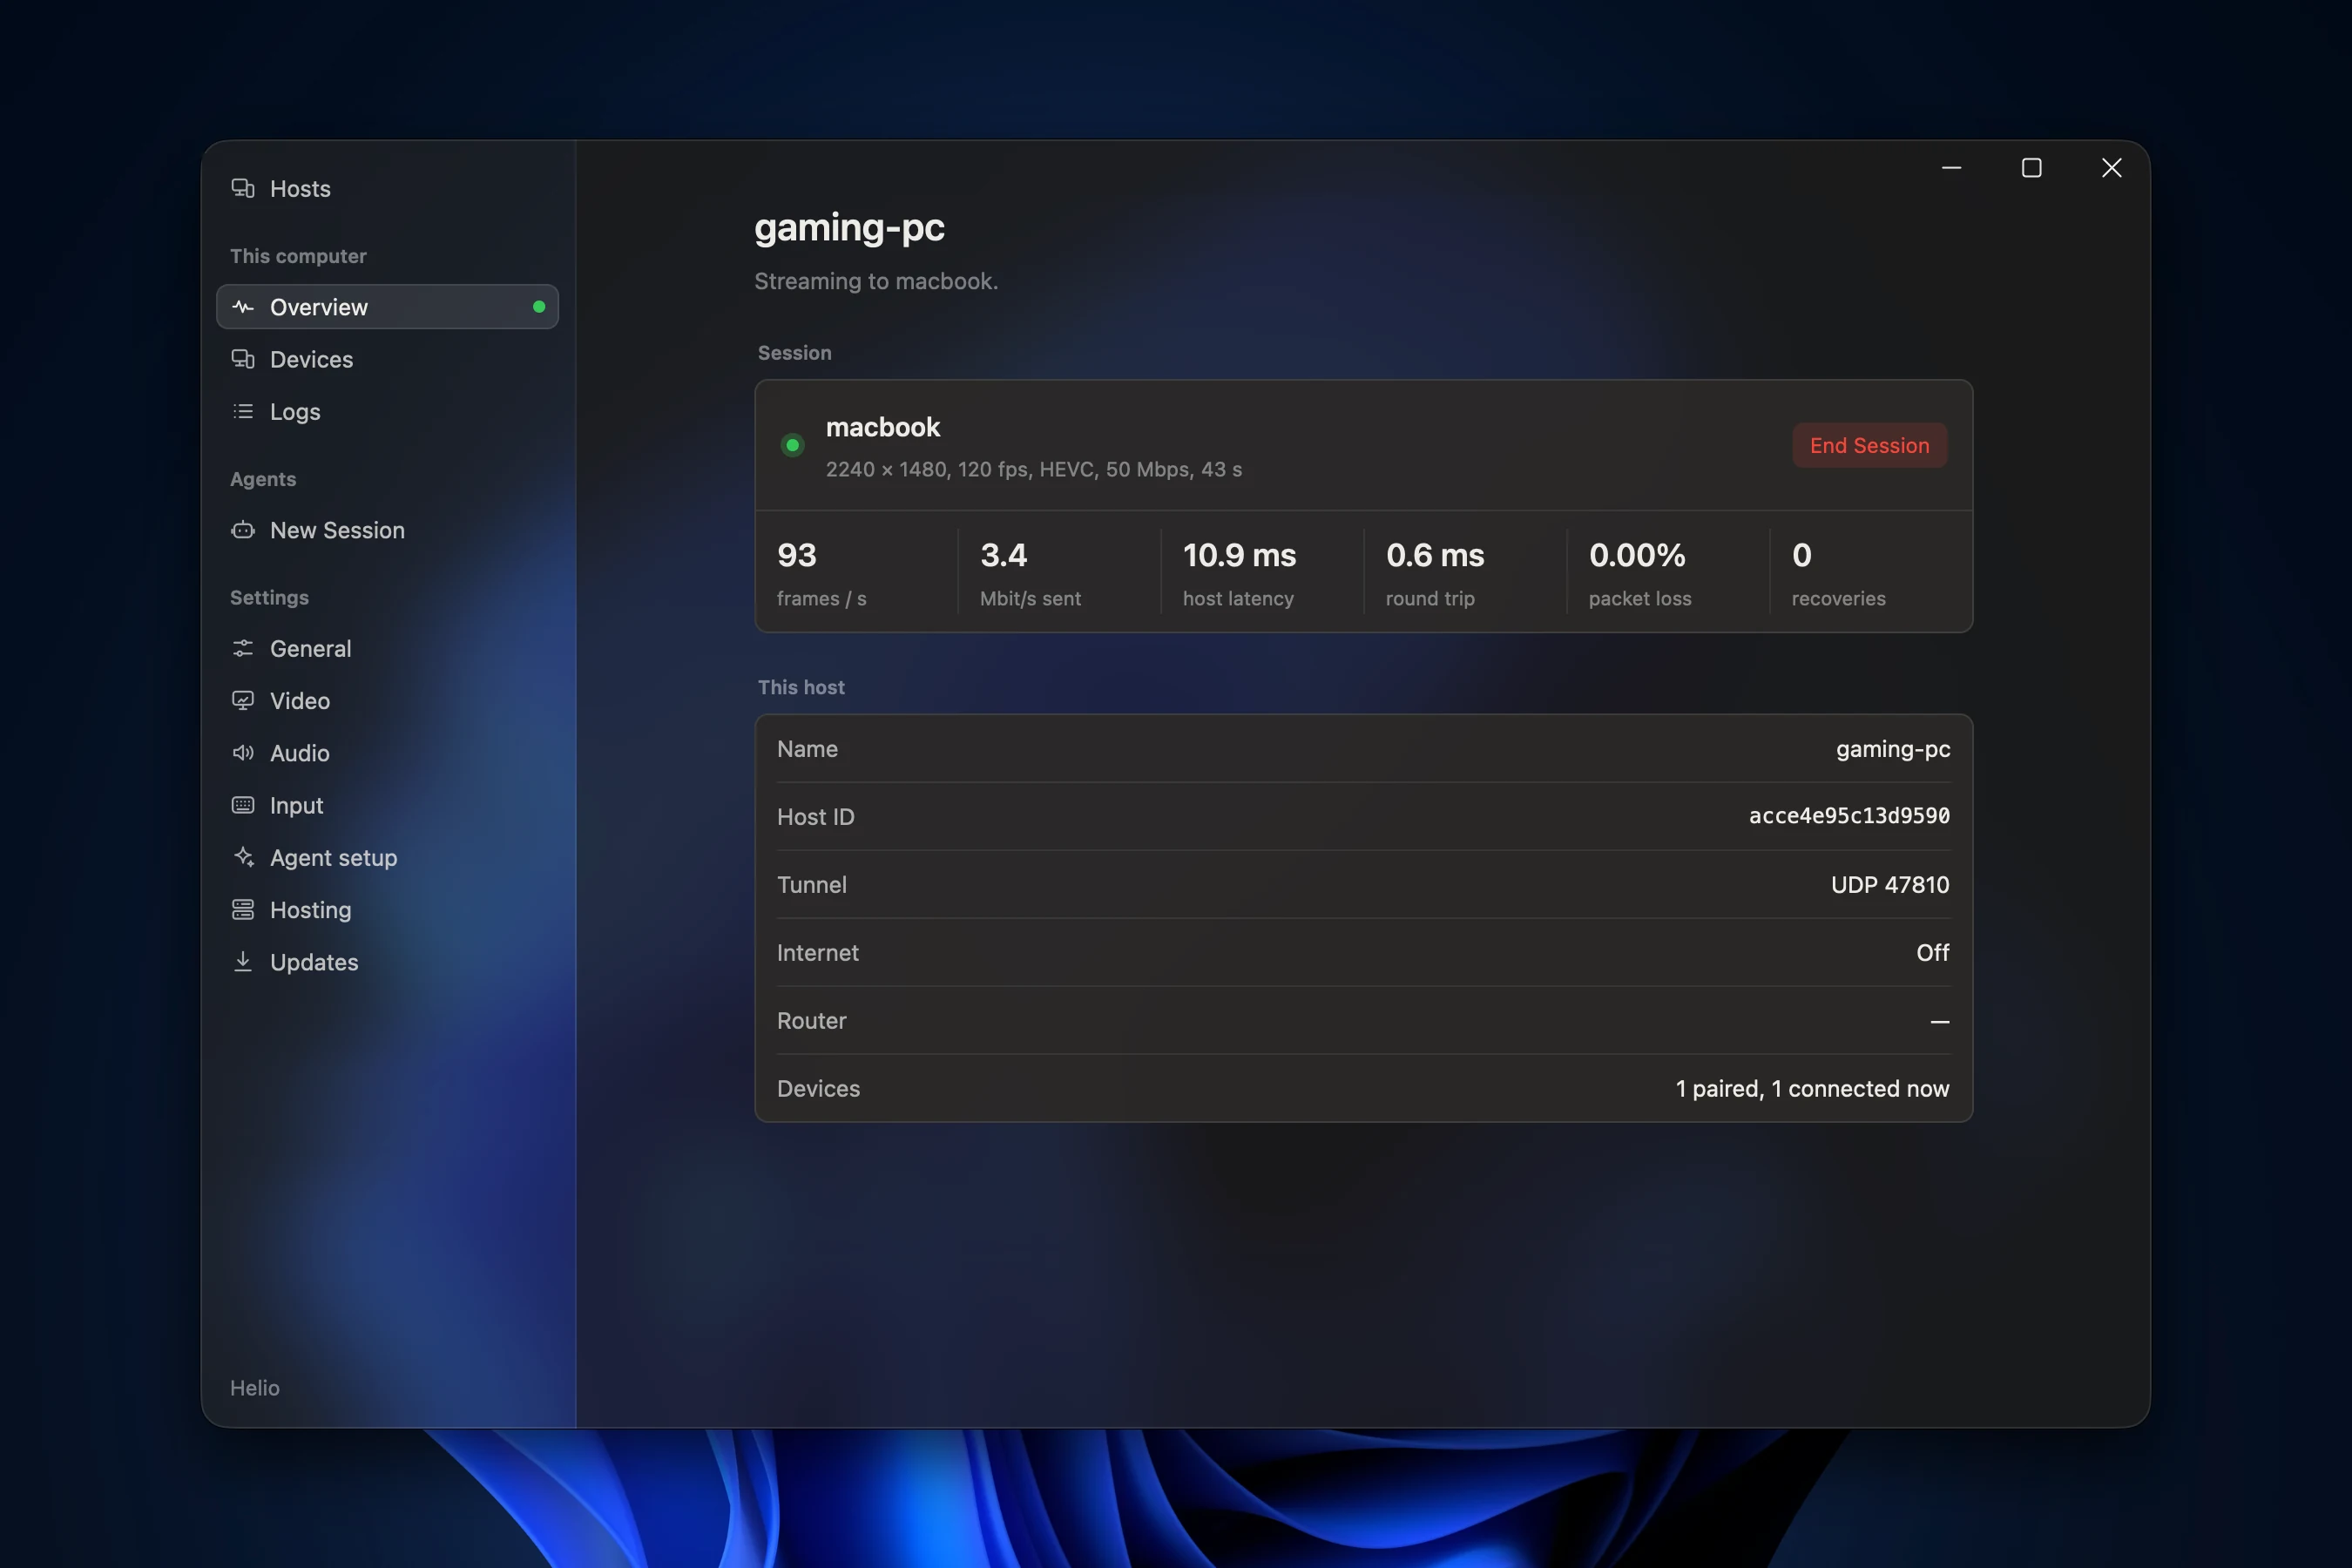 Hosts
This computer
Overview
Devices
Logs
Agents
New Session
Settings
General
Video
Audio
Input
Agent setup
Hosting
Updates
Helio
gaming-pc
Streaming to macbook.
Session
macbook
2240 × 1480, 120 fps, HEVC, 50 Mbps, 43 s
End Session
93 3.4 10.9 ms 0.6 ms 0.00% 0
frames / s Mbit/s sent host latency round trip packet loss recoveries
This host
Name gaming-pc
Host ID acce4e95c13d9590
Tunnel UDP 47810
Internet Off
Router —
Devices 1 paired, 1 connected now